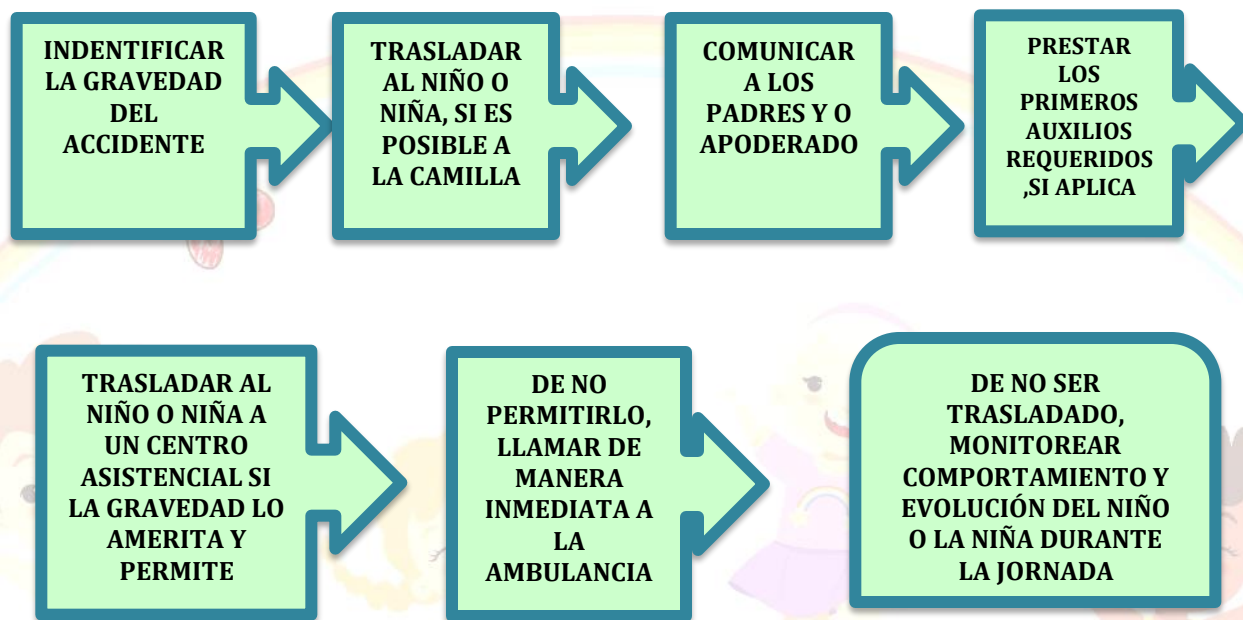 INDENTIFICAR
LA GRAVEDAD
DEL
ACCIDENTE
TRASLADAR
AL NIÑO O
NIÑA, SI ES
POSIBLE A
LA CAMILLA
COMUNICAR
A LOS
PADRES Y O
APODERADO
PRESTAR
LOS
PRIMEROS
AUXILIOS
REQUERIDOS
,SI APLICA
TRASLADAR AL
NIÑO O NIÑA A
UN CENTRO
ASISTENCIAL SI
LA GRAVEDAD LO
AMERITA Y
PERMITE
DE NO
PERMITIRLO,
LLAMAR DE
MANERA
INMEDIATA A
LA
AMBULANCIA
DE NO SER
TRASLADADO,
MONITOREAR
COMPORTAMIENTO Y
EVOLUCIÓN DEL NIÑO
O LA NIÑA DURANTE
LA JORNADA